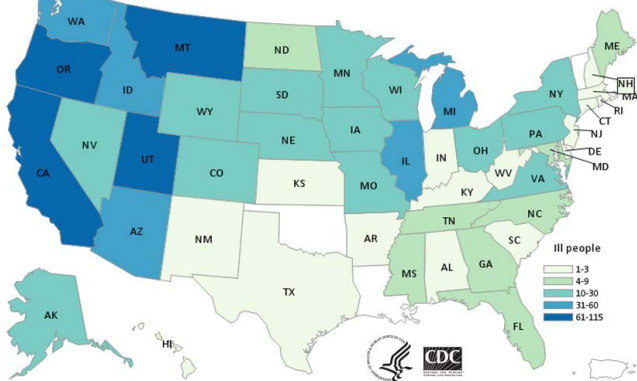 WA
MT
ND
ME
OR
MN
ID
SD
WI
NY
NH
MA
RI
CT
WY
MI
IA
PA
NJ
NE
OH
DE
MD
NV
IL
IN
UT
CO
WV
VA
CA
MO
KS
KY
NC
TN
AZ
NM
AR
SC
Ill people
MS
AL
GA
1-3
4-9
10-30
31-60
61-115
TX
AK
FL
HI
CDC